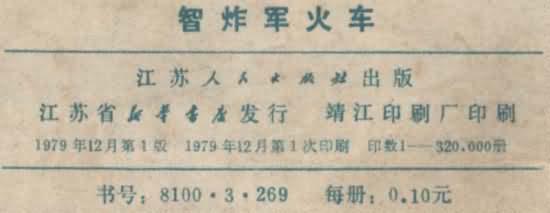 智炸军火车
江苏人民出版社出版
江苏省新华书店发行 靖江印刷厂印刷
1979年12月第1版 1979年12月第1次印刷 印数1——320.000册
书号：8100·3·269 每册：0.10元